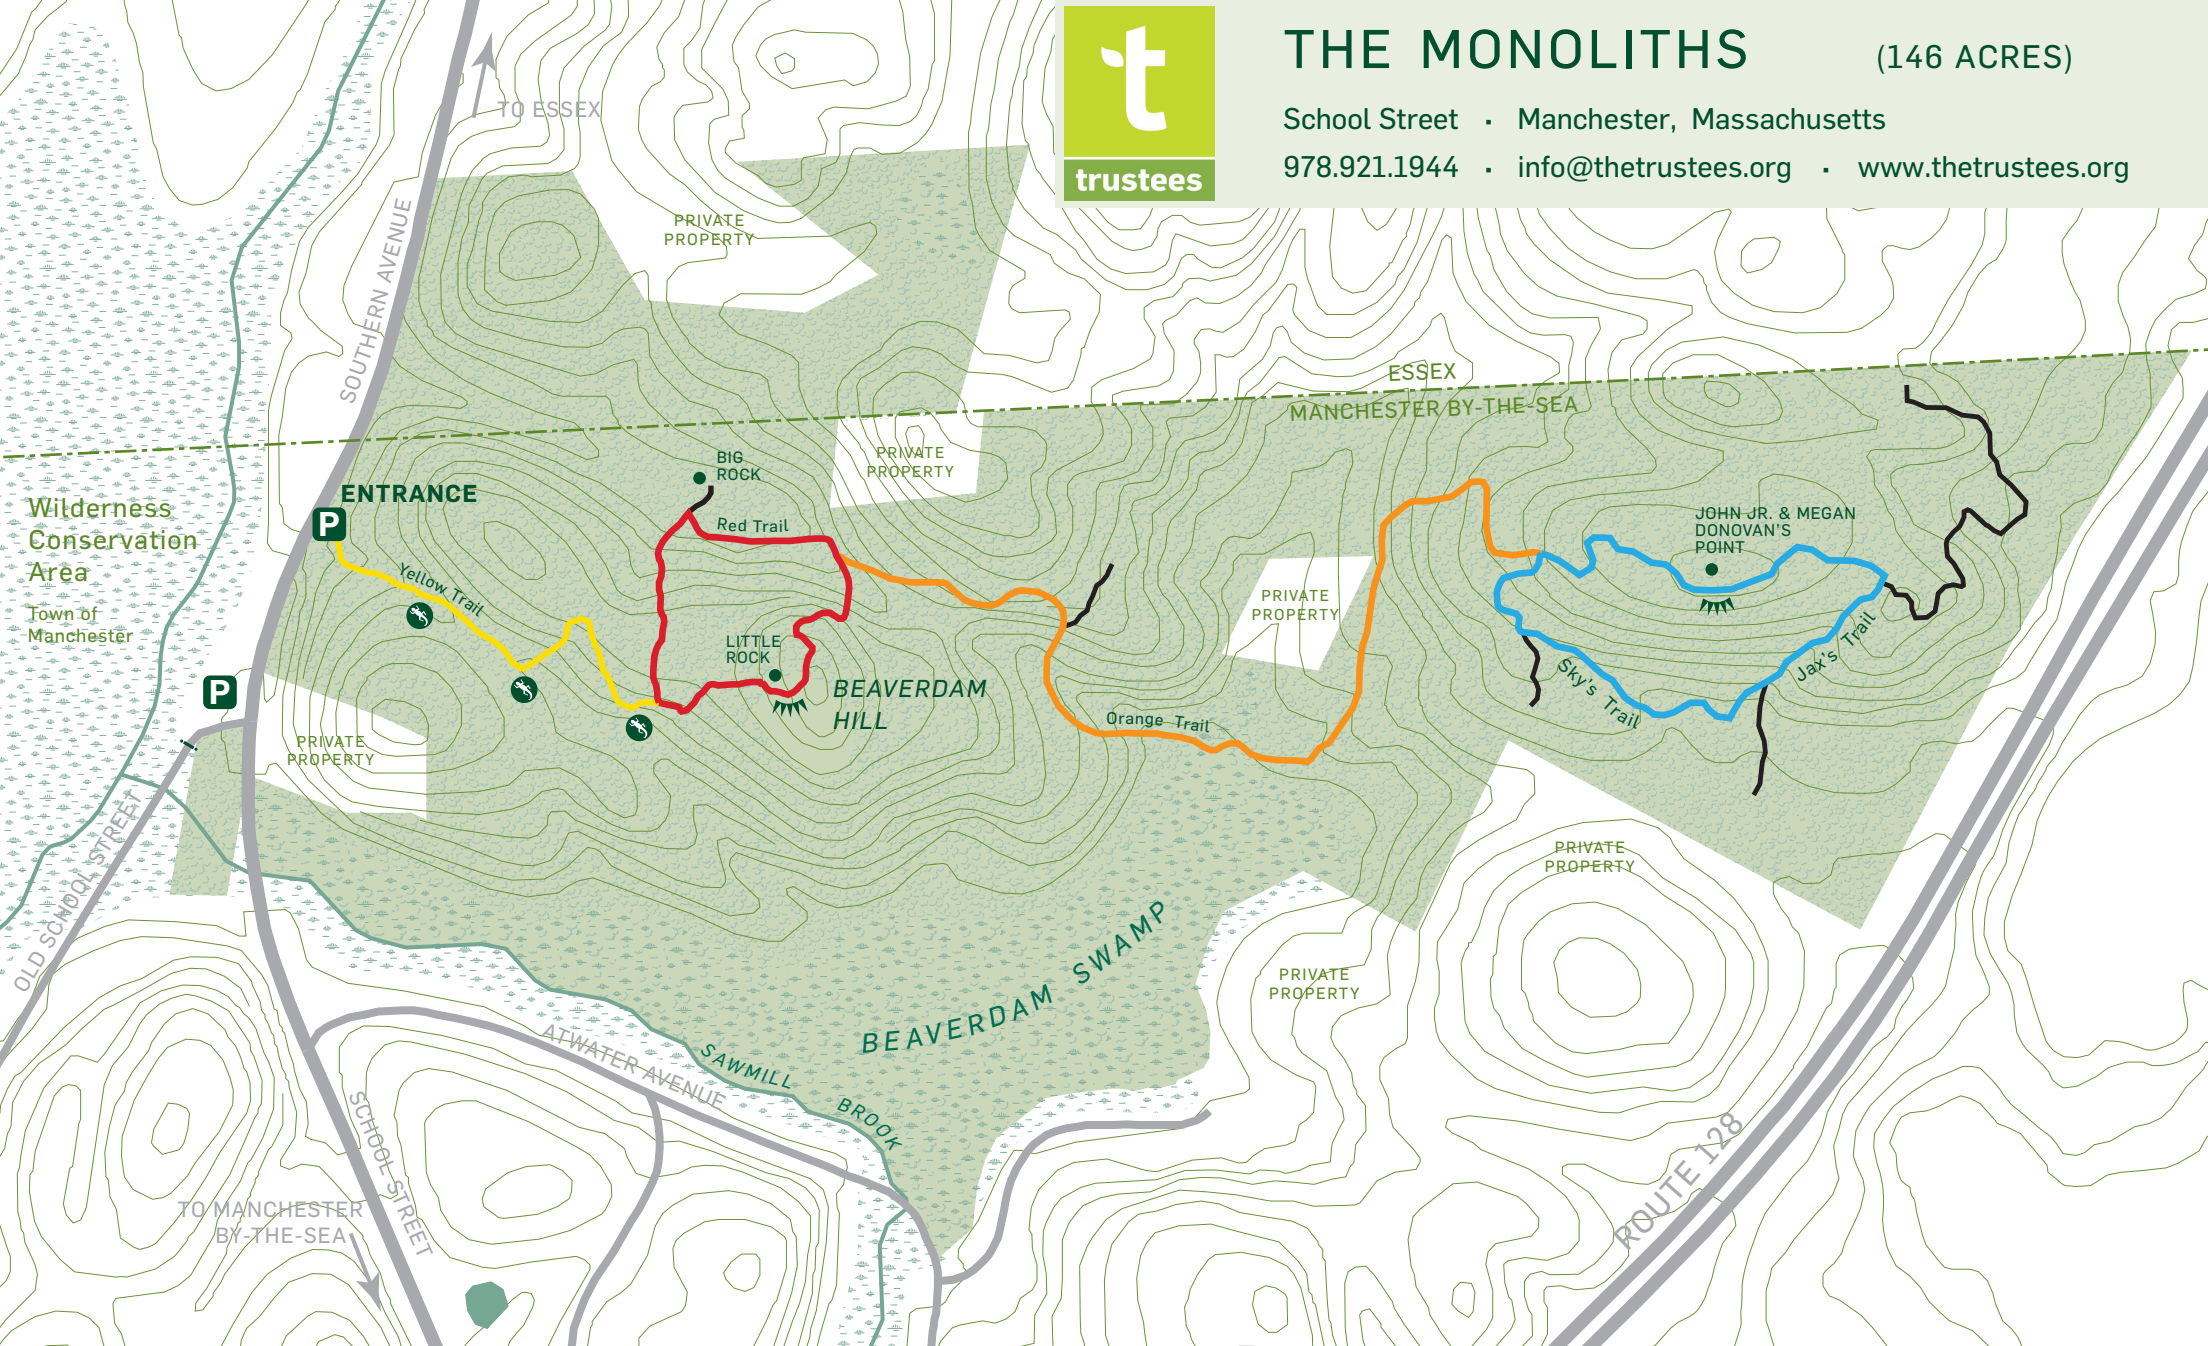 t
trustees
THE MONOLITHS (146 ACRES)
School Street · Manchester, Massachusetts
978.921.1944 · info@thetrustees.org · www.thetrustees.org
TO ESSEX
SOUTHERN AVENUE
PRIVATE
PROPERTY
ESSEX
MANCHESTER BY-THE-SEA
PRIVATE
PROPERTY
BIG
ROCK
ENTRANCE
P
Wilderness
Conservation
Area
Town of
Manchester
Red Trail
Yellow Trail
JOHN JR. & MEGAN
DONOVAN'S
POINT
PRIVATE
PROPERTY
LITTLE
ROCK
BEAVERDAM
HILL
Sky's Trail
Jax's Trail
P
Orange Trail
PRIVATE
PROPERTY
OLD SCHOOL STREET
PRIVATE
PROPERTY
BEAVERDAM SWAMP
PRIVATE
PROPERTY
ATWATER AVENUE
SAWMILL BROOK
SCHOOL STREET
ROUTE 128
TO MANCHESTER
BY-THE-SEA